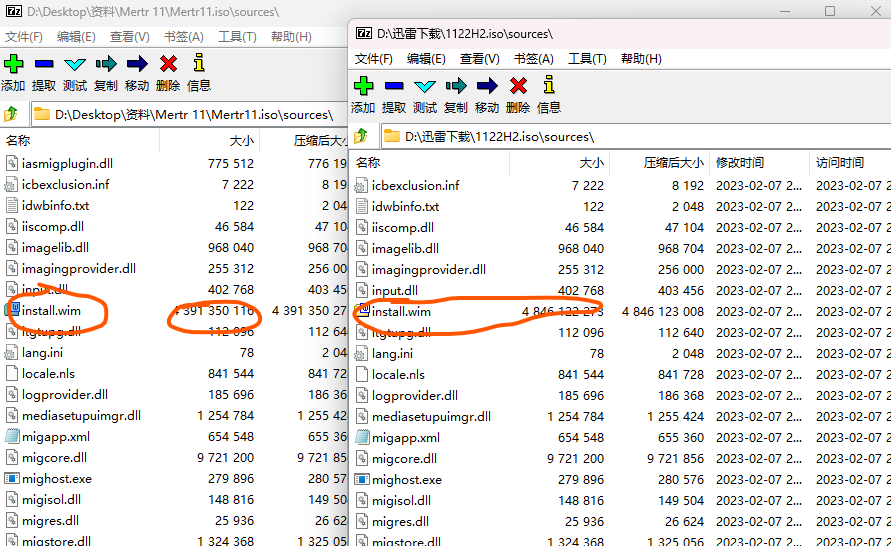 D:\Desktop\资料\Mertr 11\Mertr11.iso\sources\
文件(F) 编辑(E) 查看(V) 书签(A) 工具(T) 帮助(H)
添加 提取 测试 复制 移动 删除 信息
D:\Desktop\资料\Mertr 11\Mertr11.iso\sources\
名称 大小 压缩后大小
iasmigplugin.dll 775 512 776 19
icbexclusion.inf 7 222 8 192
idwbinfo.txt 122 2 04
iiscomp.dll 46 584 47 10
imagelib.dll 968 040 968 70
imagingprovider.dll 255 312 256 00
input.dll 402 768 403 45
install.wim 4 391 350 116 4 391 350 27
itgtupg.dll 112 096 112 64
lang.ini 78 2 04
locale.nls 841 544 841 72
logprovider.dll 185 696 186 36
mediasetupuimgr.dll 1 254 784 1 255 42
migapp.xml 654 548 655 36
migcore.dll 9 721 200 9 721 85
mighost.exe 279 896 280 57
migisol.dll 148 816 149 50
migres.dll 25 936 26 62
migstore.dll 1 324 368 1 325 05
D:\迅雷下载\1122H2.iso\sources\
文件(F) 编辑(E) 查看(V) 书签(A) 工具(T) 帮助(H)
添加 提取 测试 复制 移动 删除 信息
D:\迅雷下载\1122H2.iso\sources\
名称 大小 压缩后大小 修改时间 访问时间
icbexclusion.inf 7 222 8 192 2023-02-07 2... 2023-02-07 2
idwbinfo.txt 122 2 048 2023-02-07 2... 2023-02-07 2
iiscomp.dll 46 584 47 104 2023-02-07 2... 2023-02-07 2
imagelib.dll 968 040 968 704 2023-02-07 2... 2023-02-07 2
imagingprovider.dll 255 312 256 000 2023-02-07 2... 2023-02-07 2
input.dll 402 768 403 456 2023-02-07 2... 2023-02-07 2
install.wim 4 846 122 273 4 846 123 008 2023-02-07 2... 2023-02-07 2
itgtupg.dll 112 096 112 640 2023-02-07 2... 2023-02-07 2
lang.ini 78 2 048 2023-02-07 2... 2023-02-07 2
locale.nls 841 544 841 728 2023-02-07 2... 2023-02-07 2
logprovider.dll 185 696 186 368 2023-02-07 2... 2023-02-07 2
mediasetupuimgr.dll 1 254 784 1 255 424 2023-02-07 2... 2023-02-07 2
migapp.xml 654 548 655 360 2023-02-07 2... 2023-02-07 2
migcore.dll 9 721 200 9 721 856 2023-02-07 2... 2023-02-07 2
mighost.exe 279 896 280 576 2023-02-07 2... 2023-02-07 2
migisol.dll 148 816 149 504 2023-02-07 2... 2023-02-07 2
migres.dll 25 936 26 624 2023-02-07 2... 2023-02-07 2
migstore.dll 1 324 368 1 325 056 2023-02-07 2... 2023-02-07 2